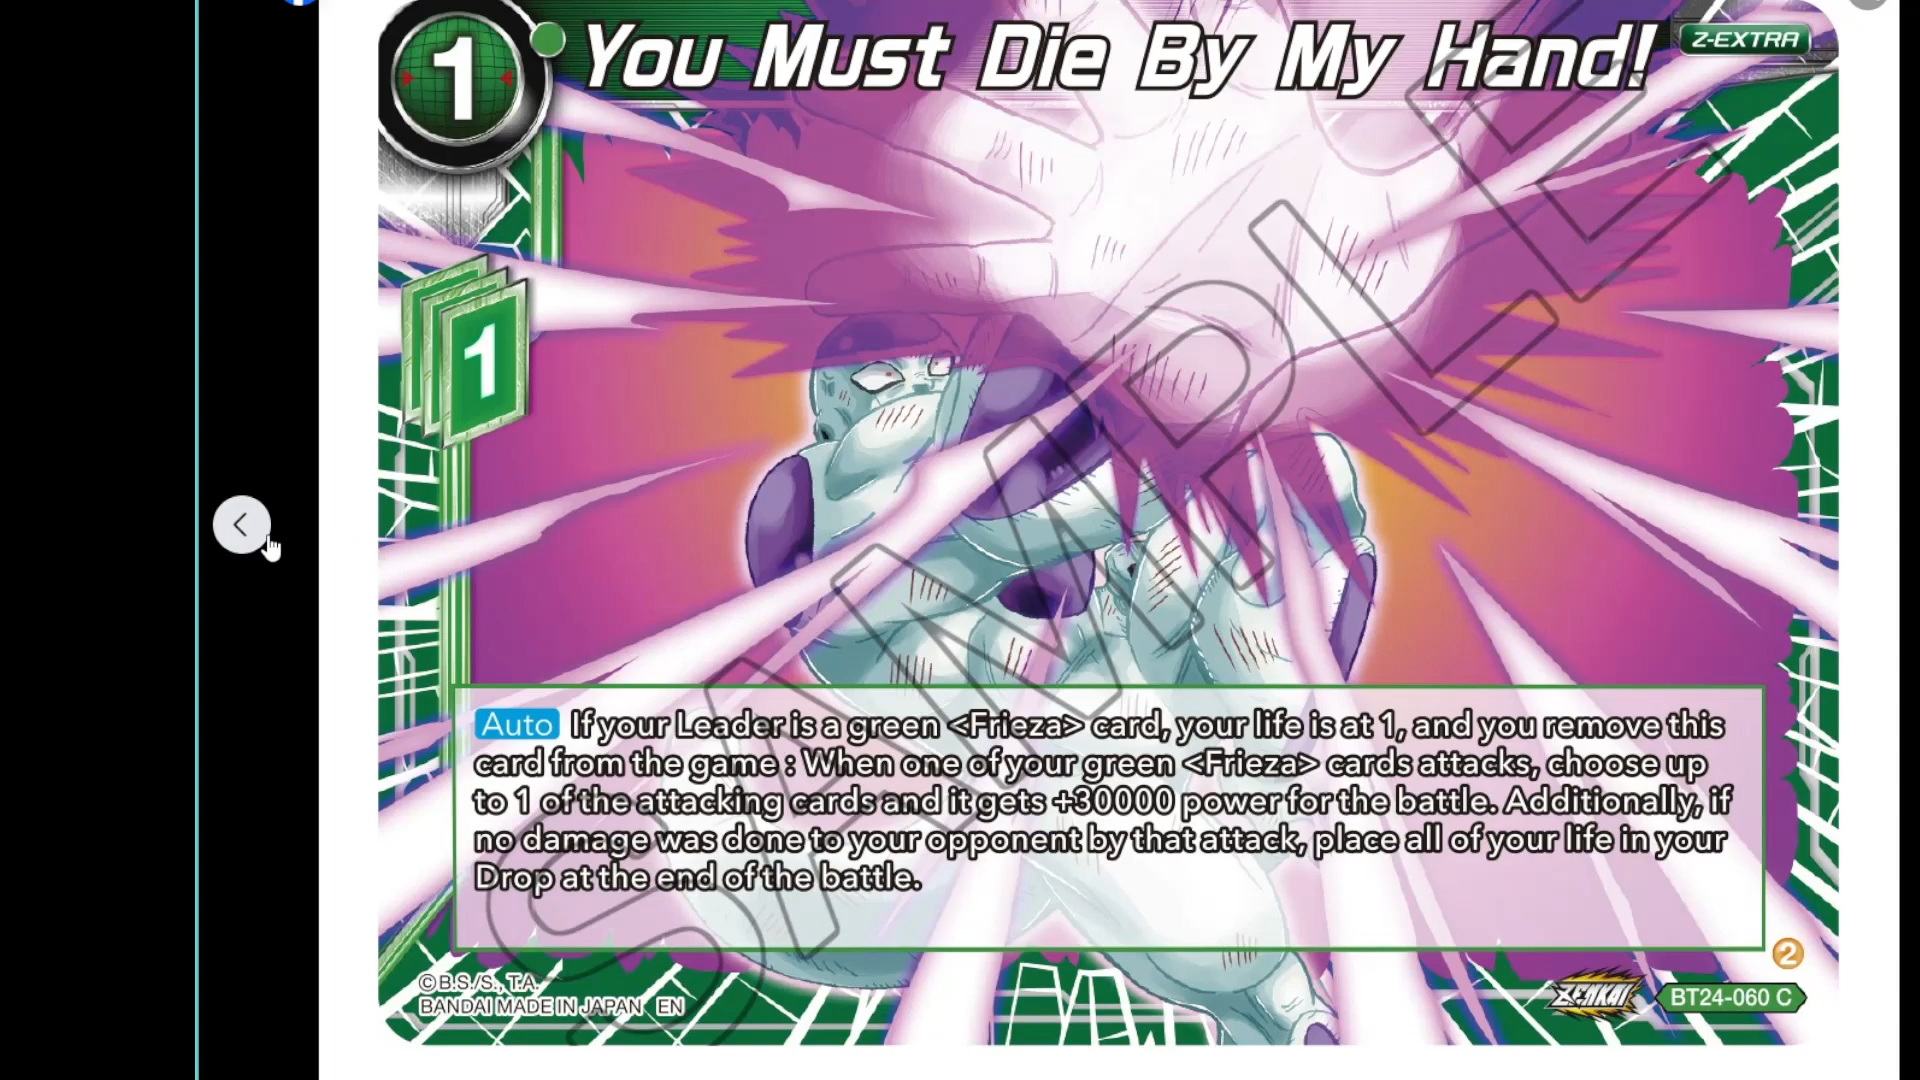 1
You Must Die By My Hand!
Z-EXTRA
1
SAMPLE
Auto If your Leader is a green <Frieza> card, your life is at 1, and you remove this
card from the game : When one of your green <Frieza> cards attacks, choose up
to 1 of the attacking cards and it gets +30000 power for the battle. Additionally, if
no damage was done to your opponent by that attack, place all of your life in your
Drop at the end of the battle.
2
© B.S./S., T.A.
BANDAI MADE IN JAPAN EN
ZENKAI
BT24-060 C